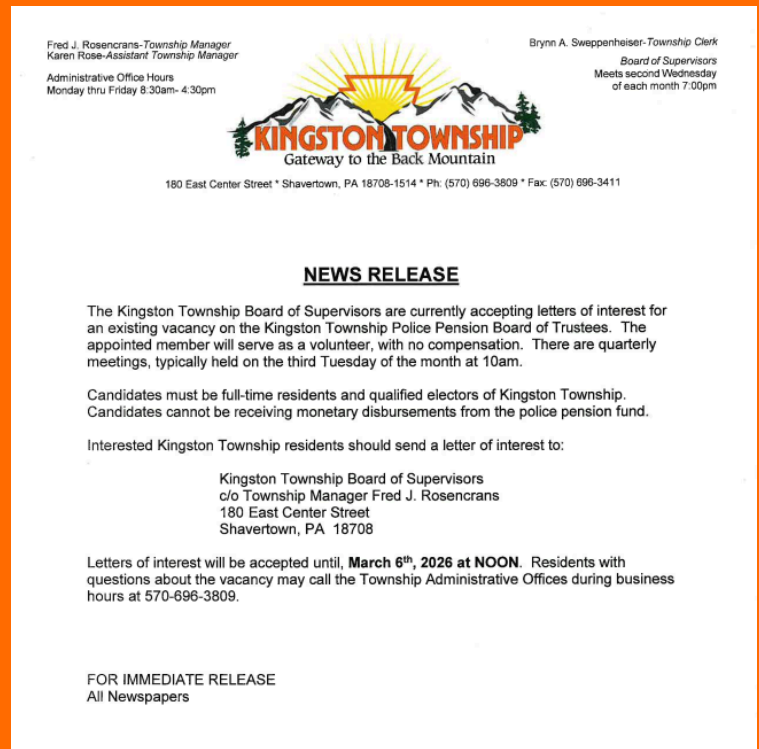 Fred J. Rosencrans-Township Manager
Karen Rose-Assistant Township Manager
Administrative Office Hours
Monday thru Friday 8:30am- 4:30pm
Brynn A. Sweppenheiser-Township Clerk
Board of Supervisors
Meets second Wednesday
of each month 7:00pm
KINGSTON TOWNSHIP
Gateway to the Back Mountain
180 East Center Street * Shavertown, PA 18708-1514 * Ph: (570) 696-3809 * Fax: (570) 696-3411
NEWS RELEASE
The Kingston Township Board of Supervisors are currently accepting letters of interest for
an existing vacancy on the Kingston Township Police Pension Board of Trustees. The
appointed member will serve as a volunteer, with no compensation. There are quarterly
meetings, typically held on the third Tuesday of the month at 10am.
Candidates must be full-time residents and qualified electors of Kingston Township.
Candidates cannot be receiving monetary disbursements from the police pension fund.
Interested Kingston Township residents should send a letter of interest to:
Kingston Township Board of Supervisors
c/o Township Manager Fred J. Rosencrans
180 East Center Street
Shavertown, PA 18708
Letters of interest will be accepted until, March 6th, 2026 at NOON. Residents with
questions about the vacancy may call the Township Administrative Offices during business
hours at 570-696-3809.
FOR IMMEDIATE RELEASE
All Newspapers